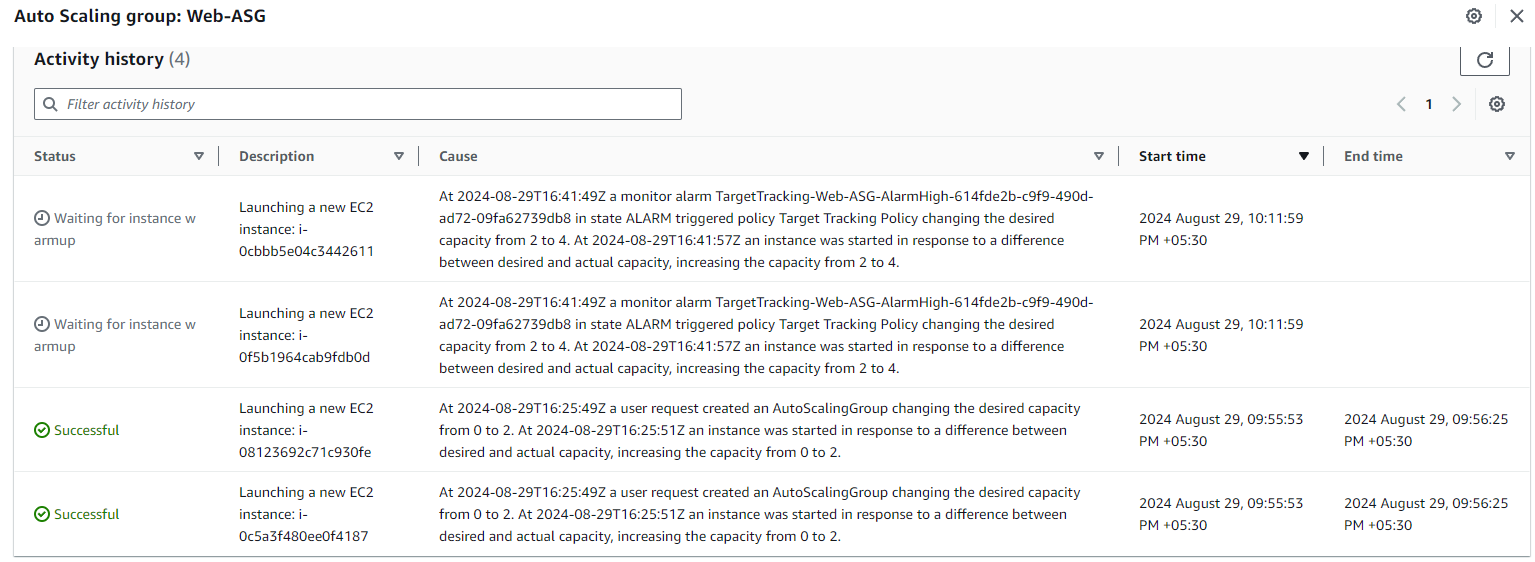 Auto Scaling group: Web-ASG
Activity history (4)
Filter activity history
1
Status
Description
Cause
Start time
End time
Waiting for instance w
armup
Launching a new EC2
instance: i-
0cbbb5e04c3442611
At 2024-08-29T16:41:49Z a monitor alarm TargetTracking-Web-ASG-AlarmHigh-614fde2b-c9f9-490d-
ad72-09fa62739db8 in state ALARM triggered policy Target Tracking Policy changing the desired
capacity from 2 to 4. At 2024-08-29T16:41:57Z an instance was started in response to a difference
between desired and actual capacity, increasing the capacity from 2 to 4.
2024 August 29, 10:11:59
PM +05:30
Waiting for instance w
armup
Launching a new EC2
instance: i-
0f5b1964cab9fdb0d
At 2024-08-29T16:41:49Z a monitor alarm TargetTracking-Web-ASG-AlarmHigh-614fde2b-c9f9-490d-
ad72-09fa62739db8 in state ALARM triggered policy Target Tracking Policy changing the desired
capacity from 2 to 4. At 2024-08-29T16:41:57Z an instance was started in response to a difference
between desired and actual capacity, increasing the capacity from 2 to 4.
2024 August 29, 10:11:59
PM +05:30
Successful
Launching a new EC2
instance: i-
08123692c71c930fe
At 2024-08-29T16:25:49Z a user request created an AutoScalingGroup changing the desired capacity
from 0 to 2. At 2024-08-29T16:25:51Z an instance was started in response to a difference between
desired and actual capacity, increasing the capacity from 0 to 2.
2024 August 29, 09:55:53
PM +05:30
2024 August 29, 09:56:25
PM +05:30
Successful
Launching a new EC2
instance: i-
0c5a3f480ee0f4187
At 2024-08-29T16:25:49Z a user request created an AutoScalingGroup changing the desired capacity
from 0 to 2. At 2024-08-29T16:25:51Z an instance was started in response to a difference between
desired and actual capacity, increasing the capacity from 0 to 2.
2024 August 29, 09:55:53
PM +05:30
2024 August 29, 09:56:25
PM +05:30